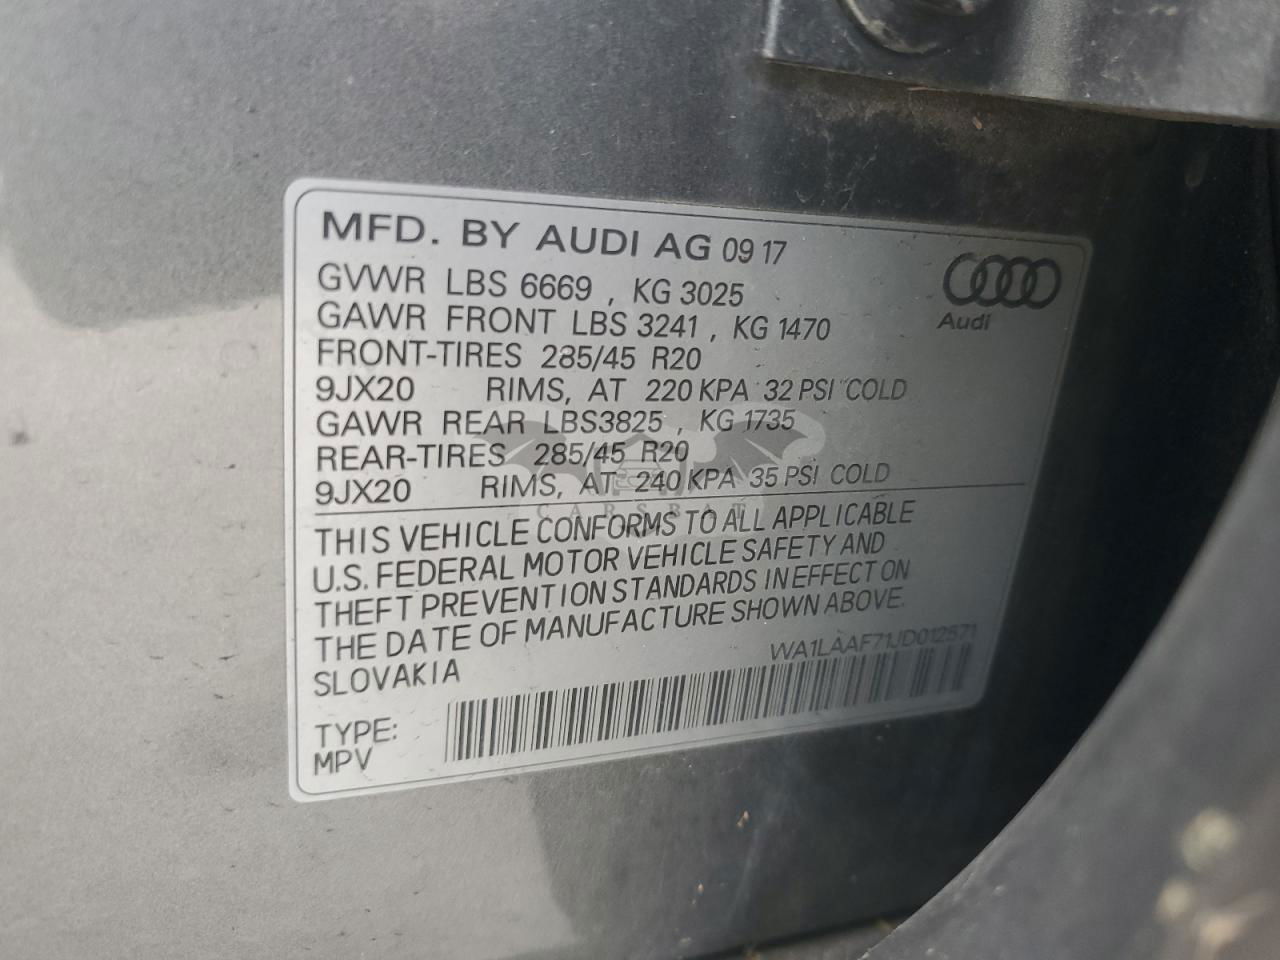 MFD. BY AUDI AG 09 17
GVWR LBS 6669 , KG 3025
GAWR FRONT LBS 3241 , KG 1470
Audi
FRONT-TIRES 285/45 R20
9JX20 RIMS, AT 220 KPA 32 PSI COLD
GAWR REAR LBS3825 , KG 1735
REAR-TIRES 285/45 R20
9JX20 RIMS, AT 240 KPA 35 PSI COLD
CARSBAT
THIS VEHICLE CONFORMS TO ALL APPLICABLE
U.S. FEDERAL MOTOR VEHICLE SAFETY AND
THEFT PREVENTION STANDARDS IN EFFECT ON
THE DATE OF MANUFACTURE SHOWN ABOVE.
SLOVAKIA
WA1LAAF71JD012571
TYPE:
MPV